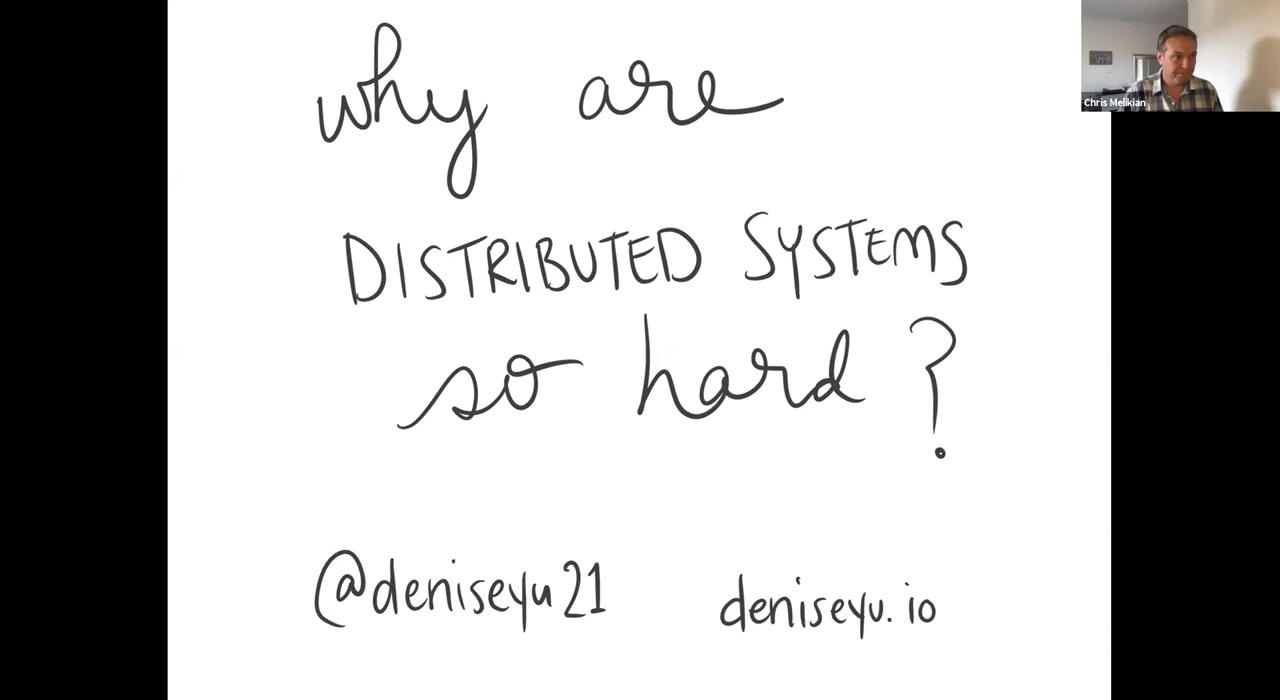 why are
DISTRIBUTED SYSTEMS
so hard?
@deniseyu21 deniseyu.io
Chris Melikian